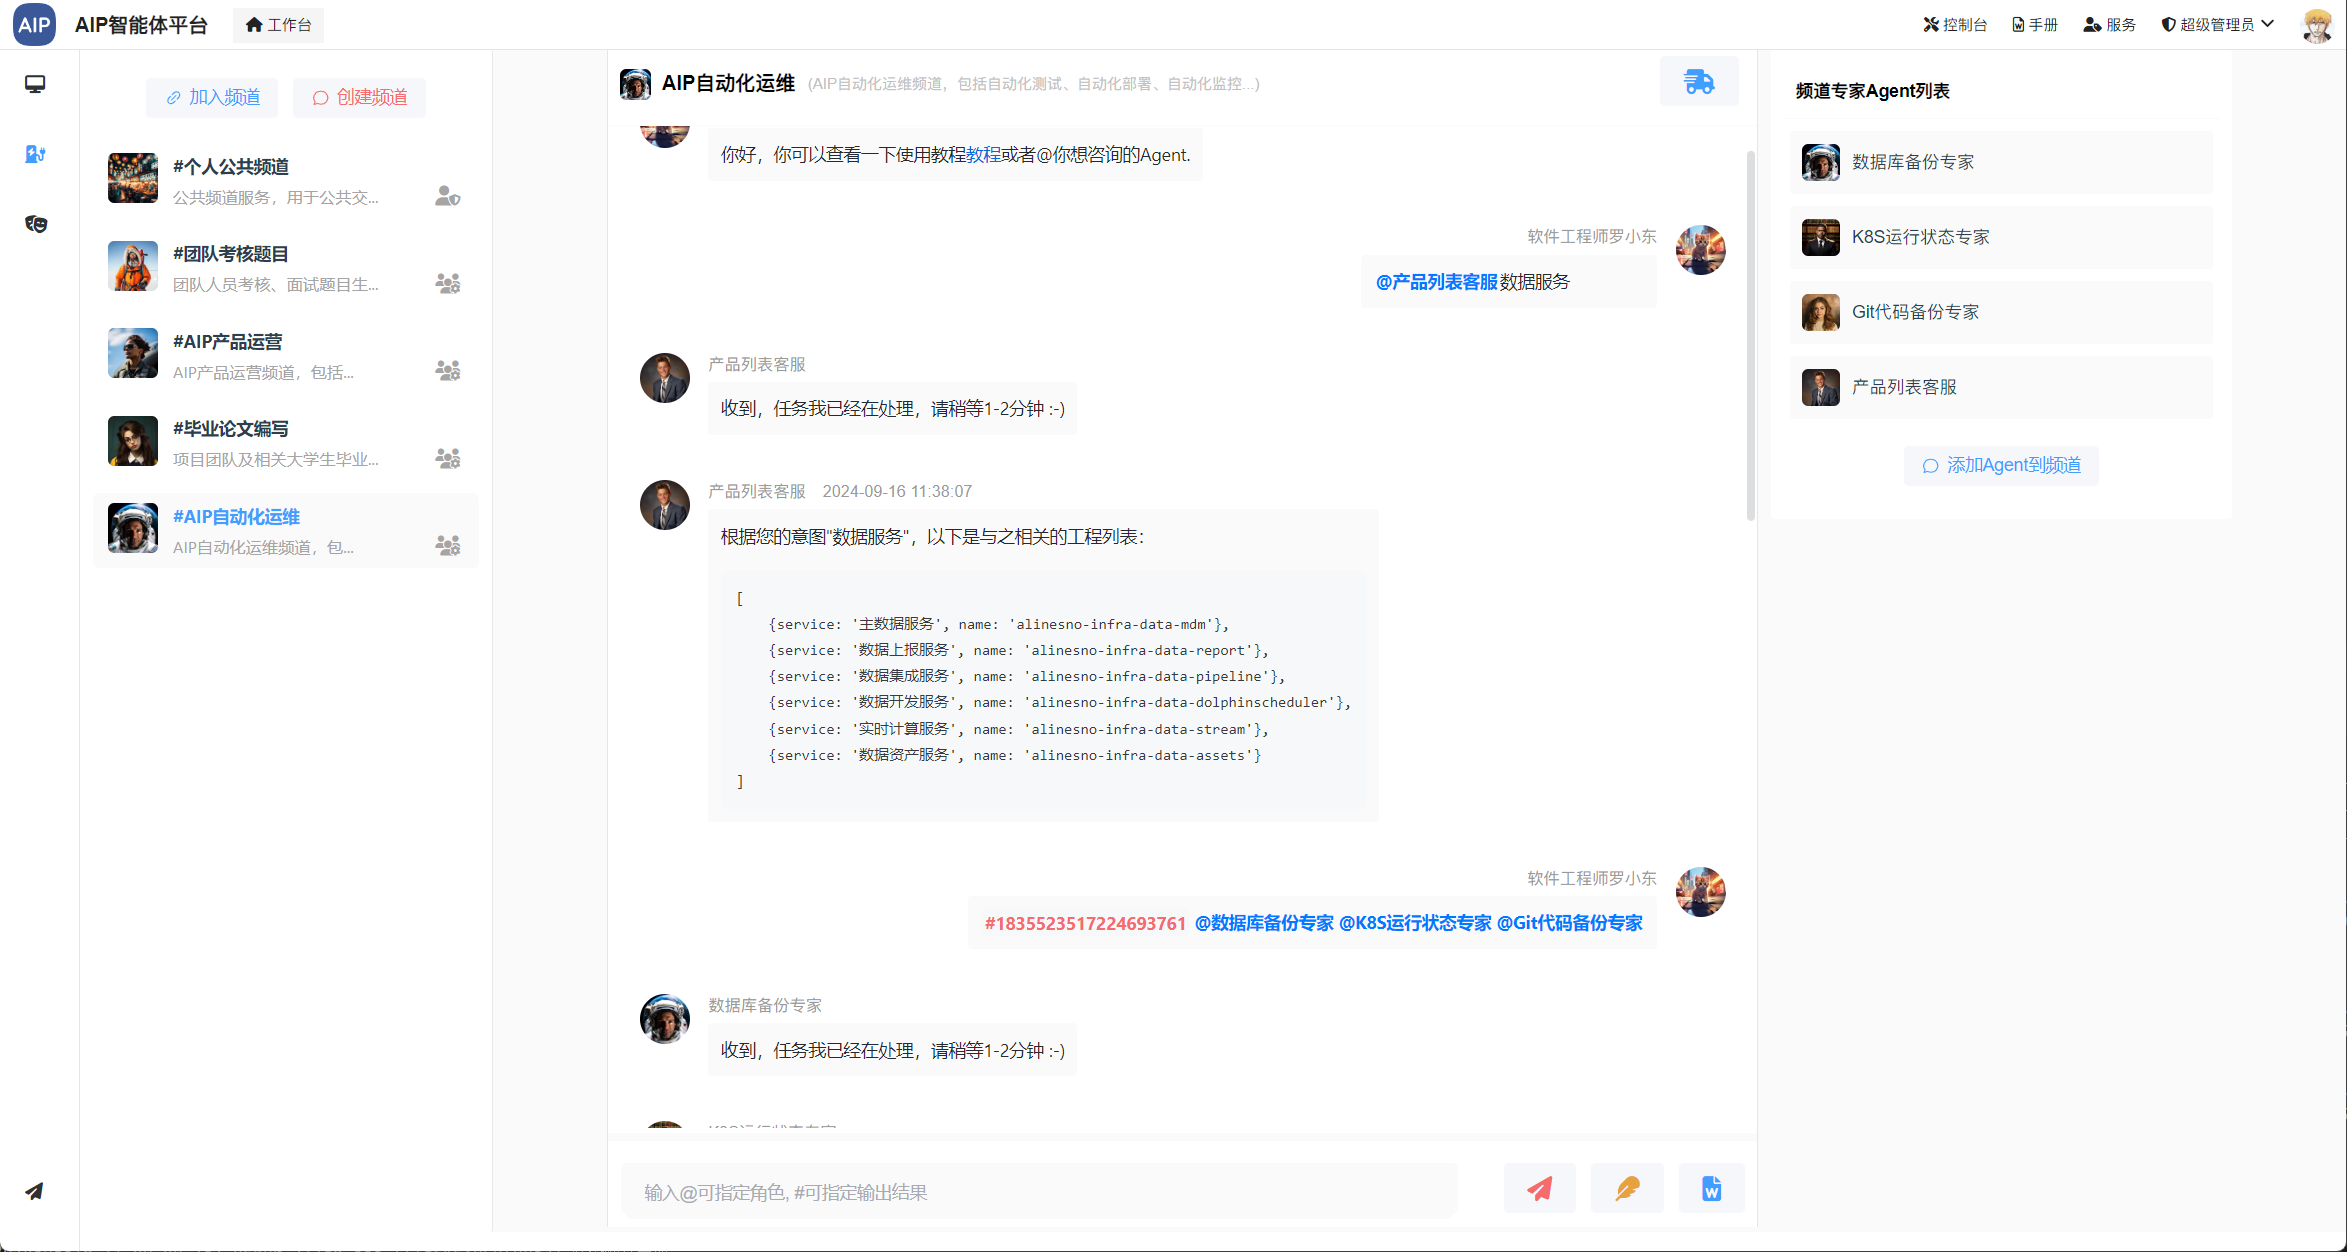 AIP
AIP智能体平台
工作台
控制台
手册
服务
超级管理员
加入频道
创建频道
#个人公共频道
公共频道服务，用于公共交...
#团队考核题目
团队人员考核、面试题目生...
#AIP产品运营
AIP产品运营频道，包括...
#毕业论文编写
项目团队及相关大学生毕业...
#AIP自动化运维
AIP自动化运维频道，包...
AIP自动化运维 (AIP自动化运维频道，包括自动化测试、自动化部署、自动化监控...)
你好，你可以查看一下使用教程教程或者@你想咨询的Agent.
软件工程师罗小东
@产品列表客服数据服务
产品列表客服
收到，任务我已经在处理，请稍等1-2分钟 :-)
产品列表客服 2024-09-16 11:38:07
根据您的意图"数据服务"，以下是与之相关的工程列表：
[
{service: '主数据服务', name: 'alinesno-infra-data-mdm'},
{service: '数据上报服务', name: 'alinesno-infra-data-report'},
{service: '数据集成服务', name: 'alinesno-infra-data-pipeline'},
{service: '数据开发服务', name: 'alinesno-infra-data-dolphinscheduler'},
{service: '实时计算服务', name: 'alinesno-infra-data-stream'},
{service: '数据资产服务', name: 'alinesno-infra-data-assets'}
]
软件工程师罗小东
#1835523517224693761 @数据库备份专家 @K8S运行状态专家 @Git代码备份专家
数据库备份专家
收到，任务我已经在处理，请稍等1-2分钟 :-)
K8S运行状态专家
输入@可指定角色, #可指定输出结果
W
频道专家Agent列表
数据库备份专家
K8S运行状态专家
Git代码备份专家
产品列表客服
添加Agent到频道